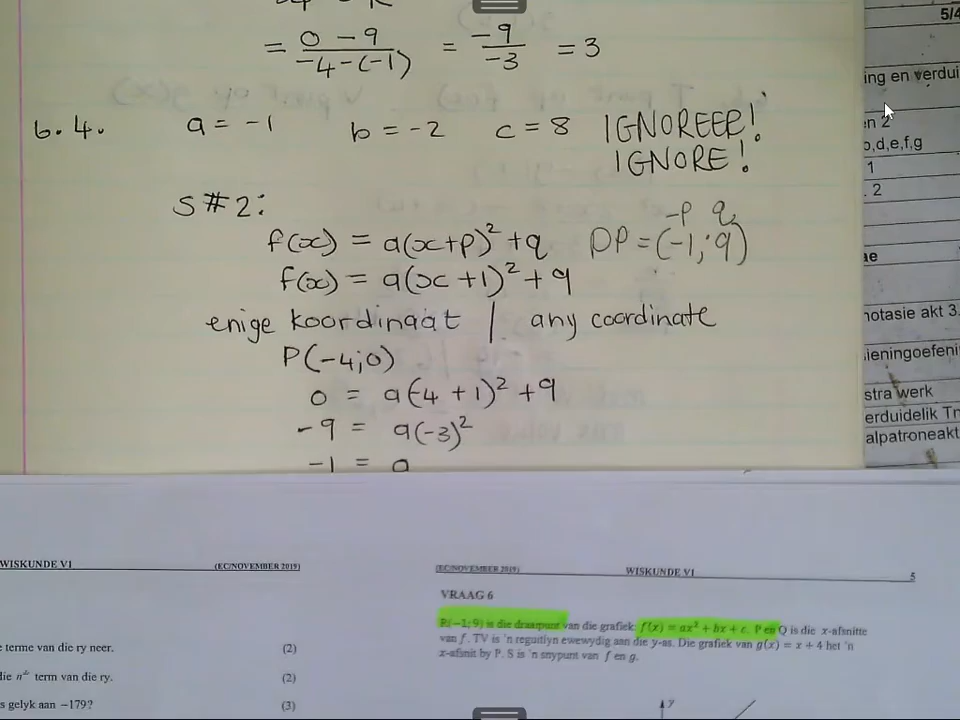 = 0 - 9 / -4 - (-1) = -9 / -3 = 3
6.4. a = -1 b = -2 c = 8 IGNOREER!
IGNORE!
S#2:
-p q
f(x) = a(x+p)² + q DP = (-1; 9)
f(x) = a(x+1)² + 9
enige koordinaat / any coordinate
P(-4;0)
0 = a(-4 + 1)² + 9
-9 = a(-3)²
-1 = a
5/4
ing en verdui
n 2
o,d,e,f,g
1
. 2
ae
notasie akt 3.
ieningoefeni
stra werk
erduidelik Tr
alpatroneakt
WISKUNDE V1 (EC/NOVEMBER 2019)
e terme van die ry neer. (2)
die nᵈᵉ term van die ry. (2)
s gelyk aan -179? (3)
(EC/NOVEMBER 2019) WISKUNDE V1 5
VRAAG 6
R(-1; 9) is die draaipunt van die grafiek f(x) = ax² + bx + c. P en Q is die x-afsnitte
van f. TV is 'n reguitlyn ewewydig aan die y-as. Die grafiek van g(x) = x + 4 het 'n
x-afsnit by P. S is 'n snypunt van f en g.
y